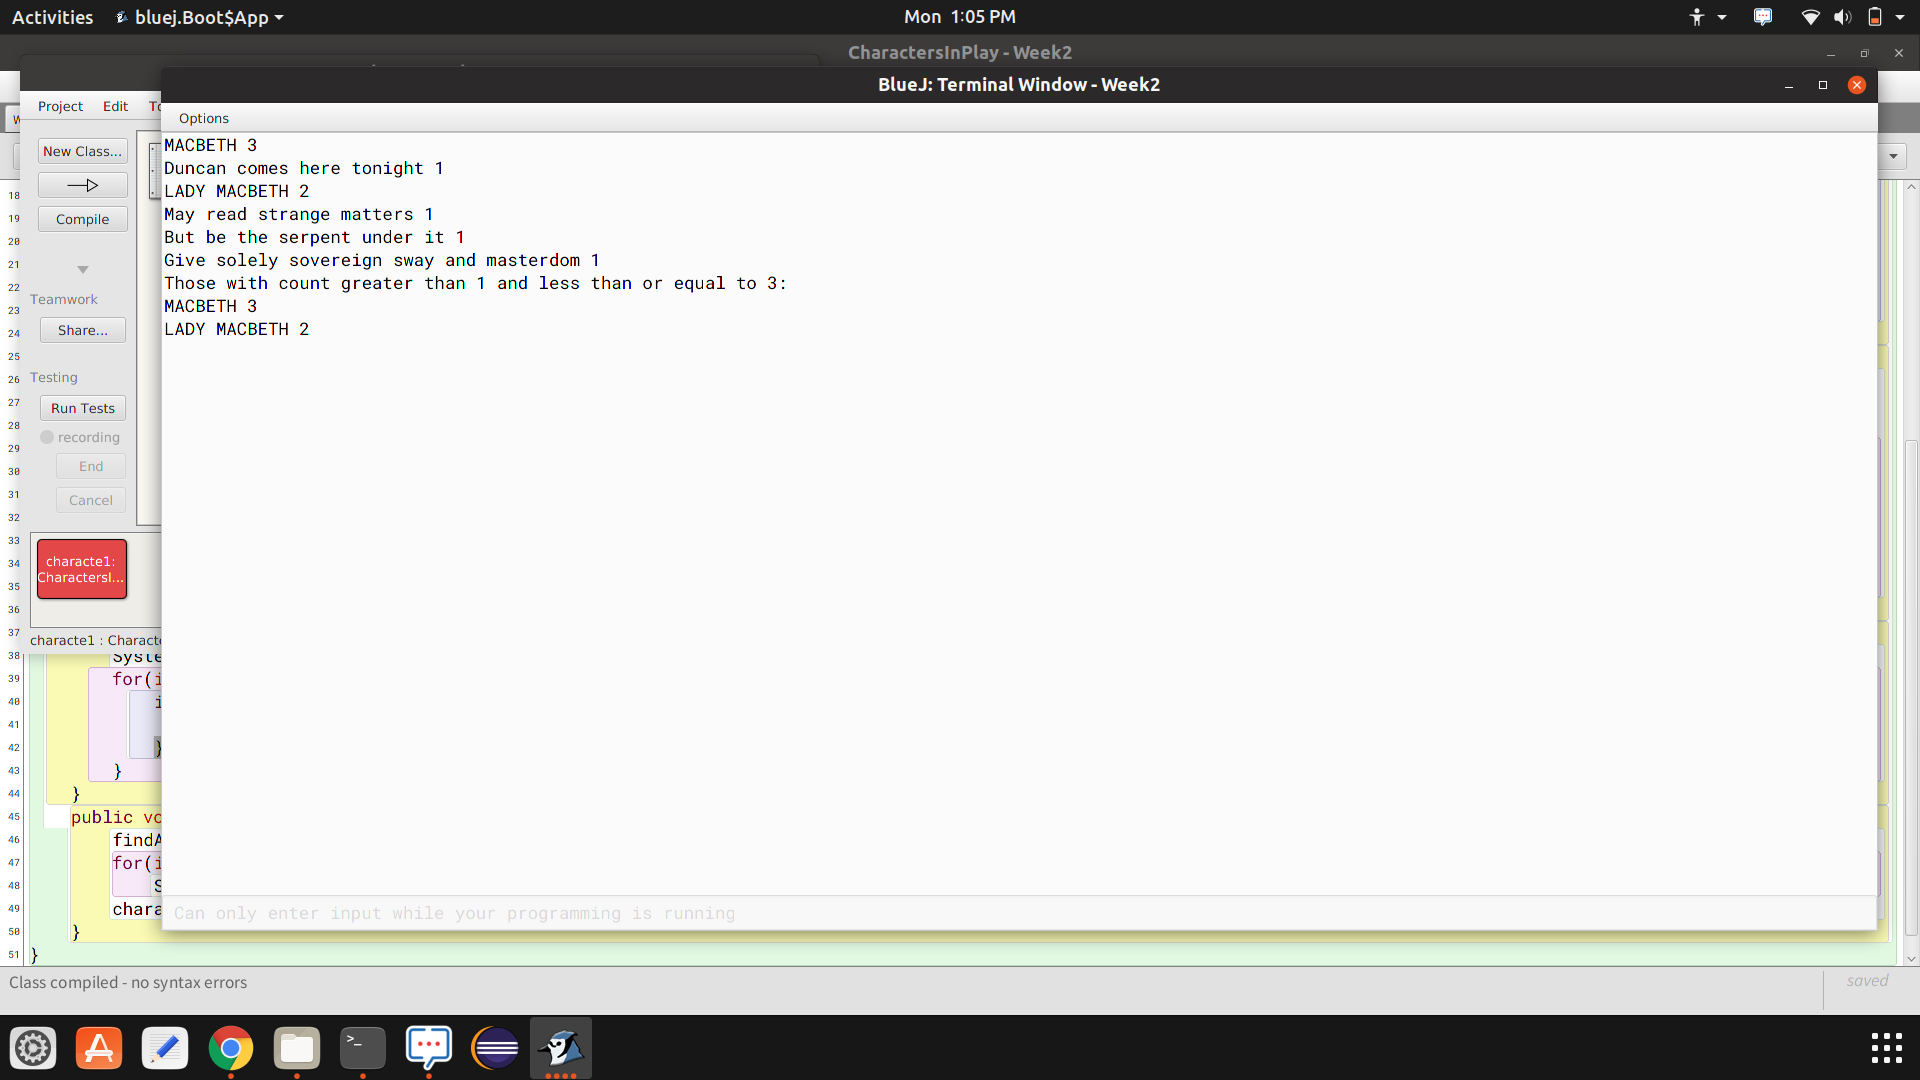 Activities
bluej.Boot$App
Mon 1:05 PM
CharactersInPlay - Week2
BlueJ: Terminal Window - Week2
Project Edit
Options
New Class...
Compile
Teamwork
Share...
Testing
Run Tests
recording
End
Cancel
characte1:
CharactersI...
characte1 : Characte
MACBETH 3
Duncan comes here tonight 1
LADY MACBETH 2
May read strange matters 1
But be the serpent under it 1
Give solely sovereign sway and masterdom 1
Those with count greater than 1 and less than or equal to 3:
MACBETH 3
LADY MACBETH 2
Can only enter input while your programming is running
18
19
20
21
22
23
24
25
26
27
28
29
30
31
32
33
34
35
36
37
38 Syste
39 for(i
40 i
41
42 }
43 }
44 }
45 public vo
46 findA
47 for(i
48 S
49 chara
50 }
51 }
Class compiled - no syntax errors
saved